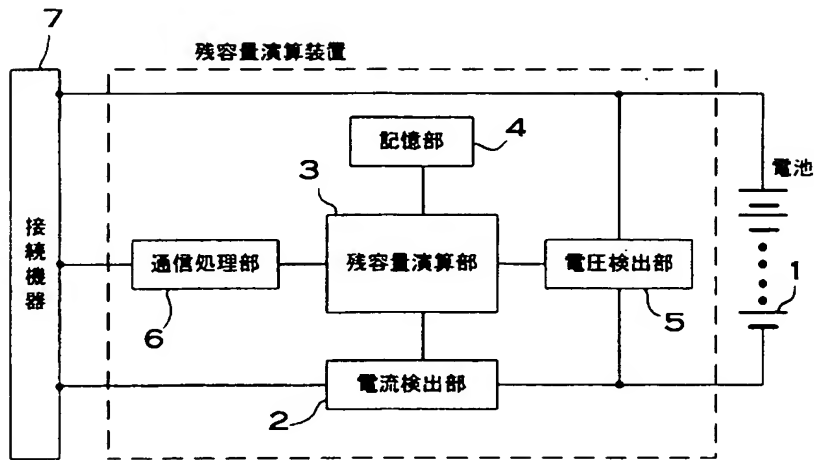 7
残容量演算装置
記憶部
4
3
電池
接続機器
通信処理部
残容量演算部
電圧検出部
1
6
5
電流検出部
2